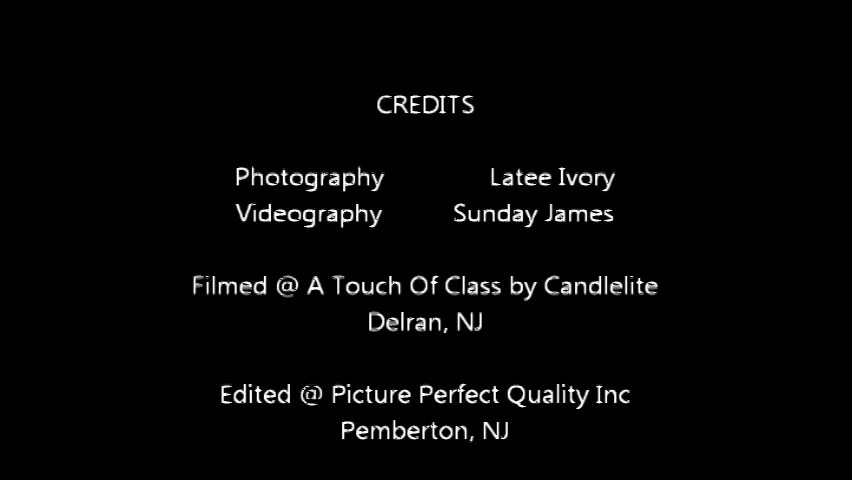 CREDITS
Photography Latee Ivory
Videography Sunday James
Filmed @ A Touch Of Class by Candlelite
Delran, NJ
Edited @ Picture Perfect Quality Inc
Pemberton, NJ